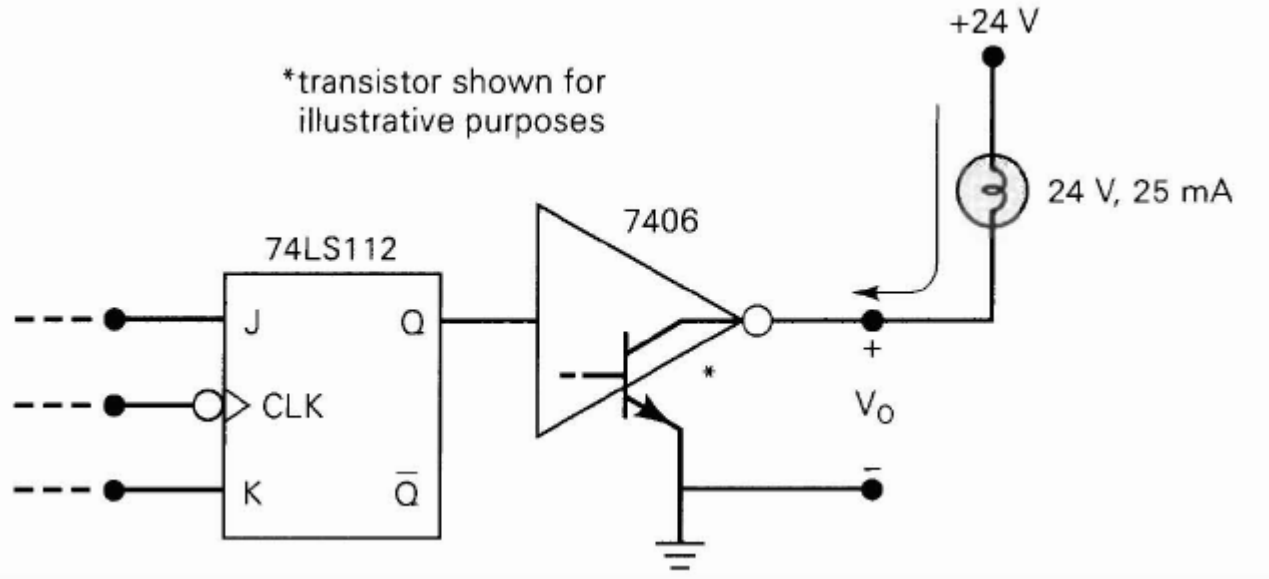 +24 V
*transistor shown for
illustrative purposes
24 V, 25 mA
7406
74LS112
J
Q
*
+
CLK
V_O
K
Q̅
−